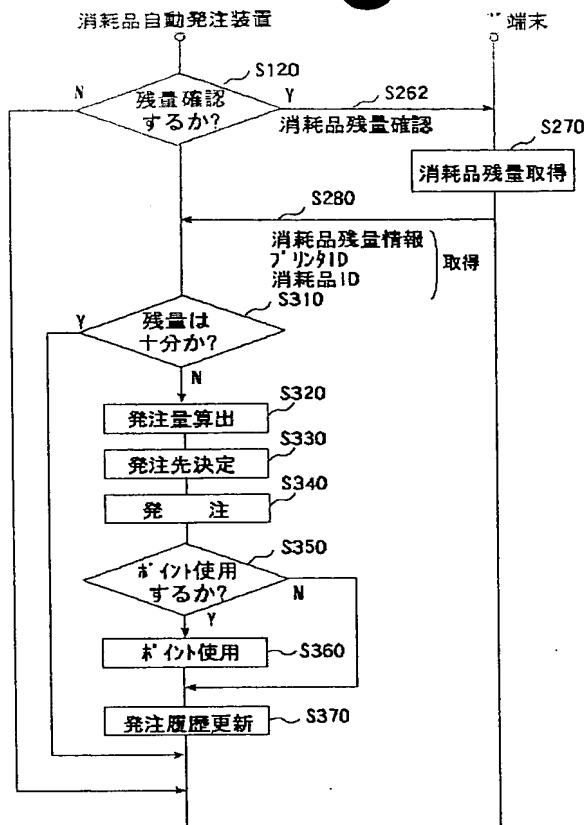 消耗品自動発注装置
端末
S120
N
残量確認
するか?
Y
S262
消耗品残量確認
S270
消耗品残量取得
S280
消耗品残量情報
プリンタID
消耗品ID
取得
S310
Y
残量は
十分か?
N
S320
発注量算出
S330
発注先決定
S340
発 注
S350
ポイント使用
するか?
N
Y
ポイント使用
S360
発注履歴更新
S370